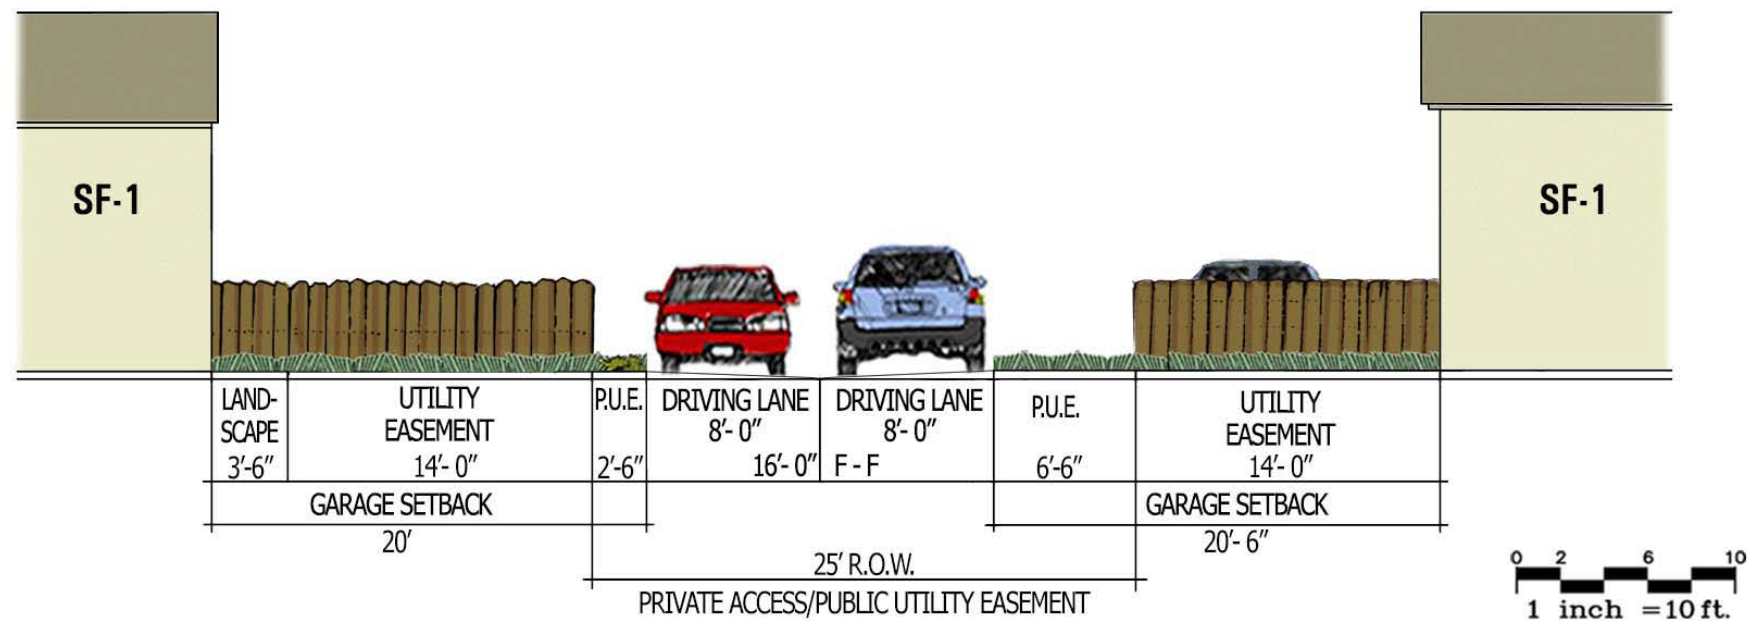 SF-1
SF-1
LAND-
SCAPE
3'-6"
UTILITY
EASEMENT
14'- 0"
P.U.E.
2'-6"
DRIVING LANE
8'- 0"
16'- 0"
DRIVING LANE
8'- 0"
F - F
P.U.E.
6'-6"
UTILITY
EASEMENT
14'- 0"
GARAGE SETBACK
20'
GARAGE SETBACK
20'- 6"
25' R.O.W.
PRIVATE ACCESS/PUBLIC UTILITY EASEMENT
0 2 6 10
1 inch =10 ft.